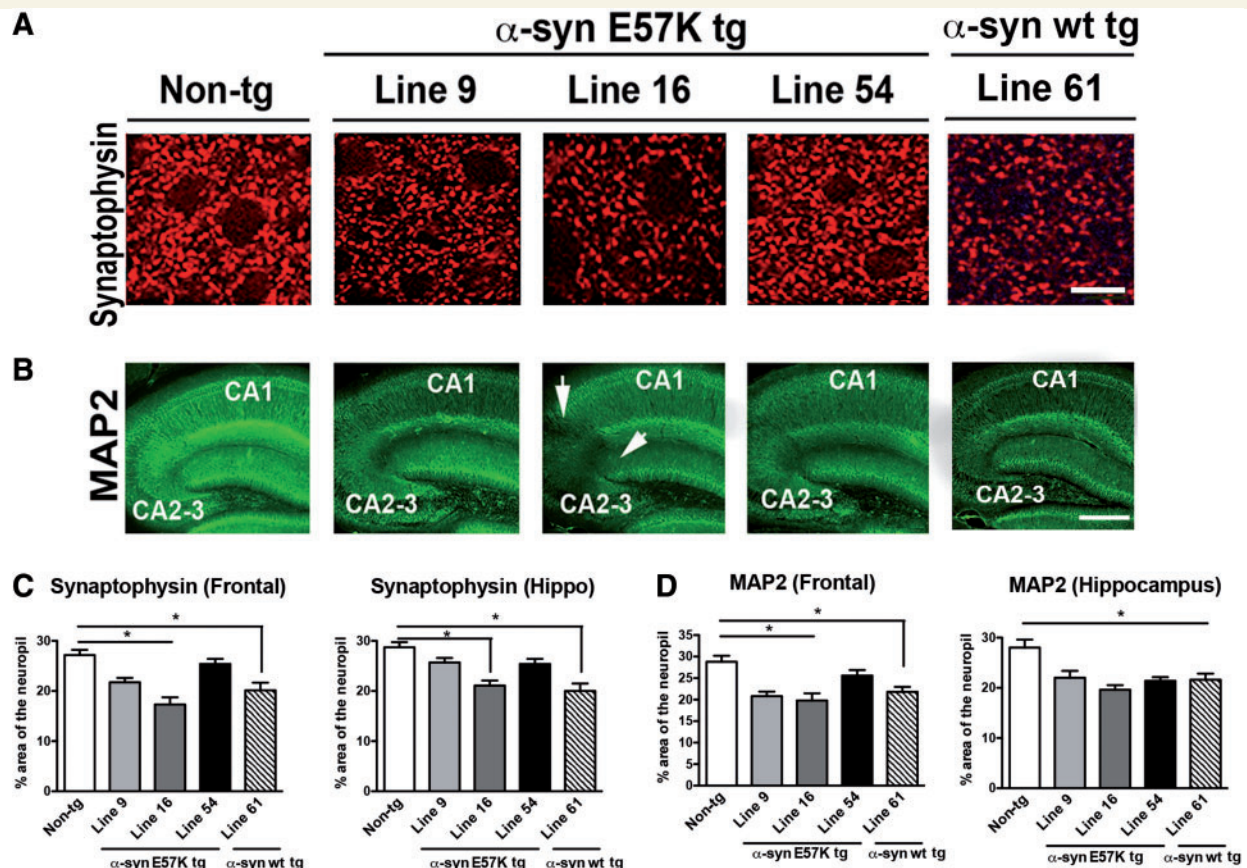 A
α-syn E57K tg
α-syn wt tg
Non-tg
Line 9
Line 16
Line 54
Line 61
Synaptophysin
B
MAP2
CA1
CA2-3
CA1
CA2-3
CA1
CA2-3
CA1
CA2-3
CA1
CA2-3
C
Synaptophysin (Frontal)
% area of the neuropil
30
20
10
0
*
*
Non-tg
Line 9
Line 16
Line 54
Line 61
α-syn E57K tg
α-syn wt tg
Synaptophysin (Hippo)
% area of the neuropil
30
20
10
0
*
*
Non-tg
Line 9
Line 16
Line 54
Line 61
α-syn E57K tg
α-syn wt tg
D
MAP2 (Frontal)
% area of the neuropil
35
30
25
20
15
10
5
0
*
*
Non-tg
Line 9
Line 16
Line 54
Line 61
α-syn E57K tg
α-syn wt tg
MAP2 (Hippocampus)
% area of the neuropil
30
20
10
0
*
Non-tg
Line 9
Line 16
Line 54
Line 61
α-syn E57K tg
α-syn wt tg